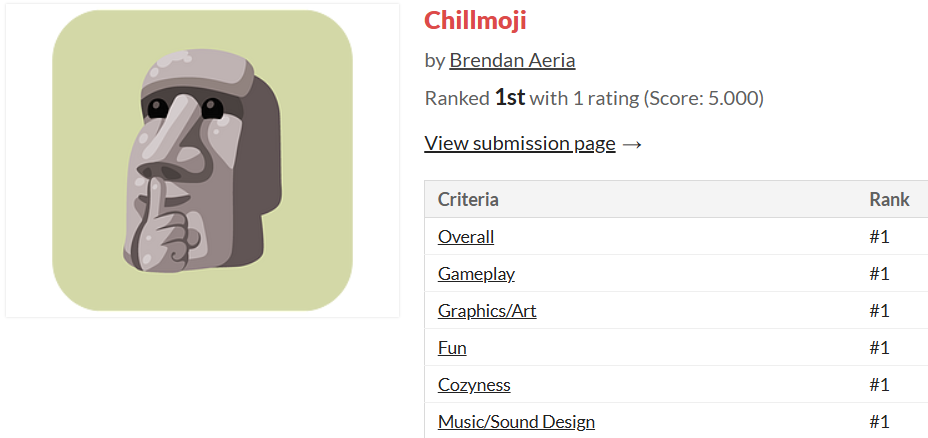 Chillmoji
by Brendan Aeria
Ranked 1st with 1 rating (Score: 5.000)
View submission page →
Criteria Rank
Overall #1
Gameplay #1
Graphics/Art #1
Fun #1
Cozyness #1
Music/Sound Design #1